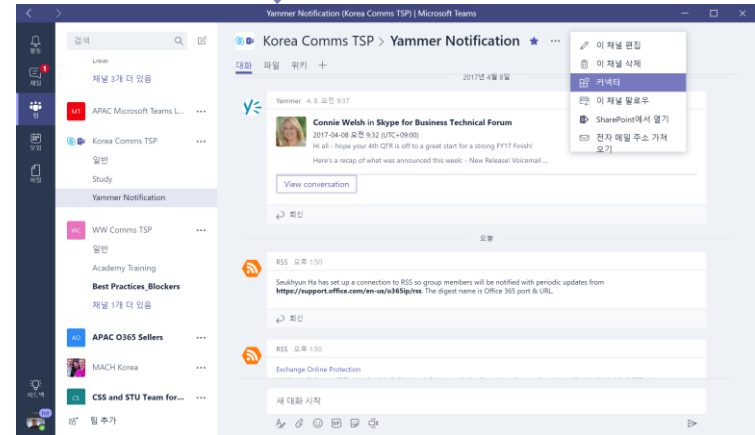 Yammer Notification (Korea Comms TSP) | Microsoft Teams
활동
채팅
팀
모임
파일
피드백
검색
채널 3개 더 있음
MT APAC Microsoft Teams L... ...
Korea Comms TSP ...
일반
Study
Yammer Notification
WC WW Comms TSP ...
일반
Academy Training
Best Practices_Blockers
채널 1개 더 있음
AO APAC O365 Sellers ...
MACH Korea ...
CS CSS and STU Team for... ...
팀 추가
Korea Comms TSP > Yammer Notification ★ ...
대화 파일 위키 +
2017년 4월 8일
Yammer 4. 8. 오전 9:37
Connie Welsh in Skype for Business Technical Forum
2017-04-08 오전 9:32 (UTC+09:00)
Hi all - hope your 4th QTR is off to a great start for a strong FY17 Finish!
Here's a recap of what was announced this week: - New Release! Voicemail ...
View conversation
회신
오늘
RSS 오후 1:50
Seukhyun Ha has set up a connection to RSS so group members will be notified with periodic updates from
https://support.office.com/en-us/o365ip/rss. The digest name is Office 365 port & URL.
회신
RSS 오후 1:50
Exchange Online Protection
새 대화 시작
GIF
이 채널 편집
이 채널 삭제
커넥터
이 채널 팔로우
SharePoint에서 열기
전자 메일 주소 가져
오기